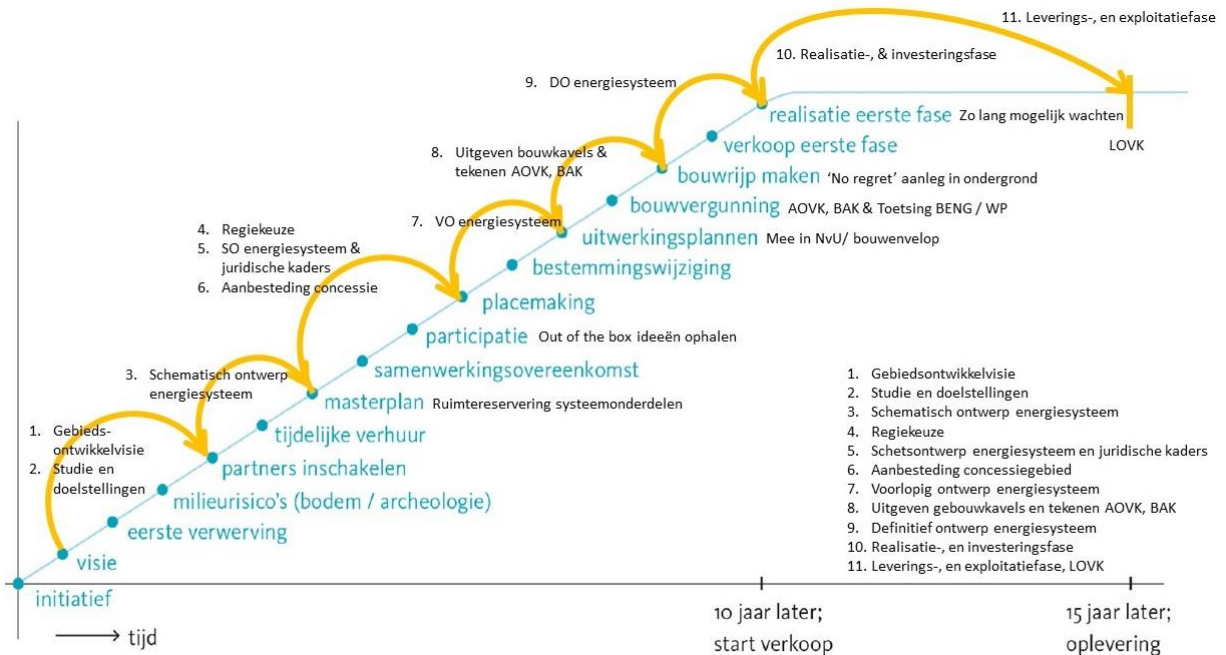 11. Leverings-, en exploitatiefase
10. Realisatie-, & investeringsfase
9. DO energiesysteem
realisatie eerste fase Zo lang mogelijk wachten
LOVK
verkoop eerste fase
8. Uitgeven bouwkavels &
tekenen AOVK, BAK
bouwrijp maken 'No regret' aanleg in ondergrond
bouwvergunning AOVK, BAK & Toetsing BENG / WP
7. VO energiesysteem
uitwerkingsplannen Mee in NvU/ bouwenvelop
4. Regiekeuze
5. SO energiesysteem &
juridische kaders
6. Aanbesteding concessie
bestemmingswijziging
placemaking
participatie Out of the box ideeën ophalen
samenwerkingsovereenkomst
3. Schematisch ontwerp
energiesysteem
masterplan Ruimtereservering systeemonderdelen
tijdelijke verhuur
1. Gebieds-
ontwikkelvisie
2. Studie en
doelstellingen
partners inschakelen
milieurisico's (bodem / archeologie)
eerste verwerving
visie
initiatief
1. Gebiedsontwikkelvisie
2. Studie en doelstellingen
3. Schematisch ontwerp energiesysteem
4. Regiekeuze
5. Schetsontwerp energiesysteem en juridische kaders
6. Aanbesteding concessiegebied
7. Voorlopig ontwerp energiesysteem
8. Uitgeven gebouwkavels en tekenen AOVK, BAK
9. Definitief ontwerp energiesysteem
10. Realisatie-, en investeringsfase
11. Leverings-, en exploitatiefase, LOVK
tijd
10 jaar later;
start verkoop
15 jaar later;
oplevering